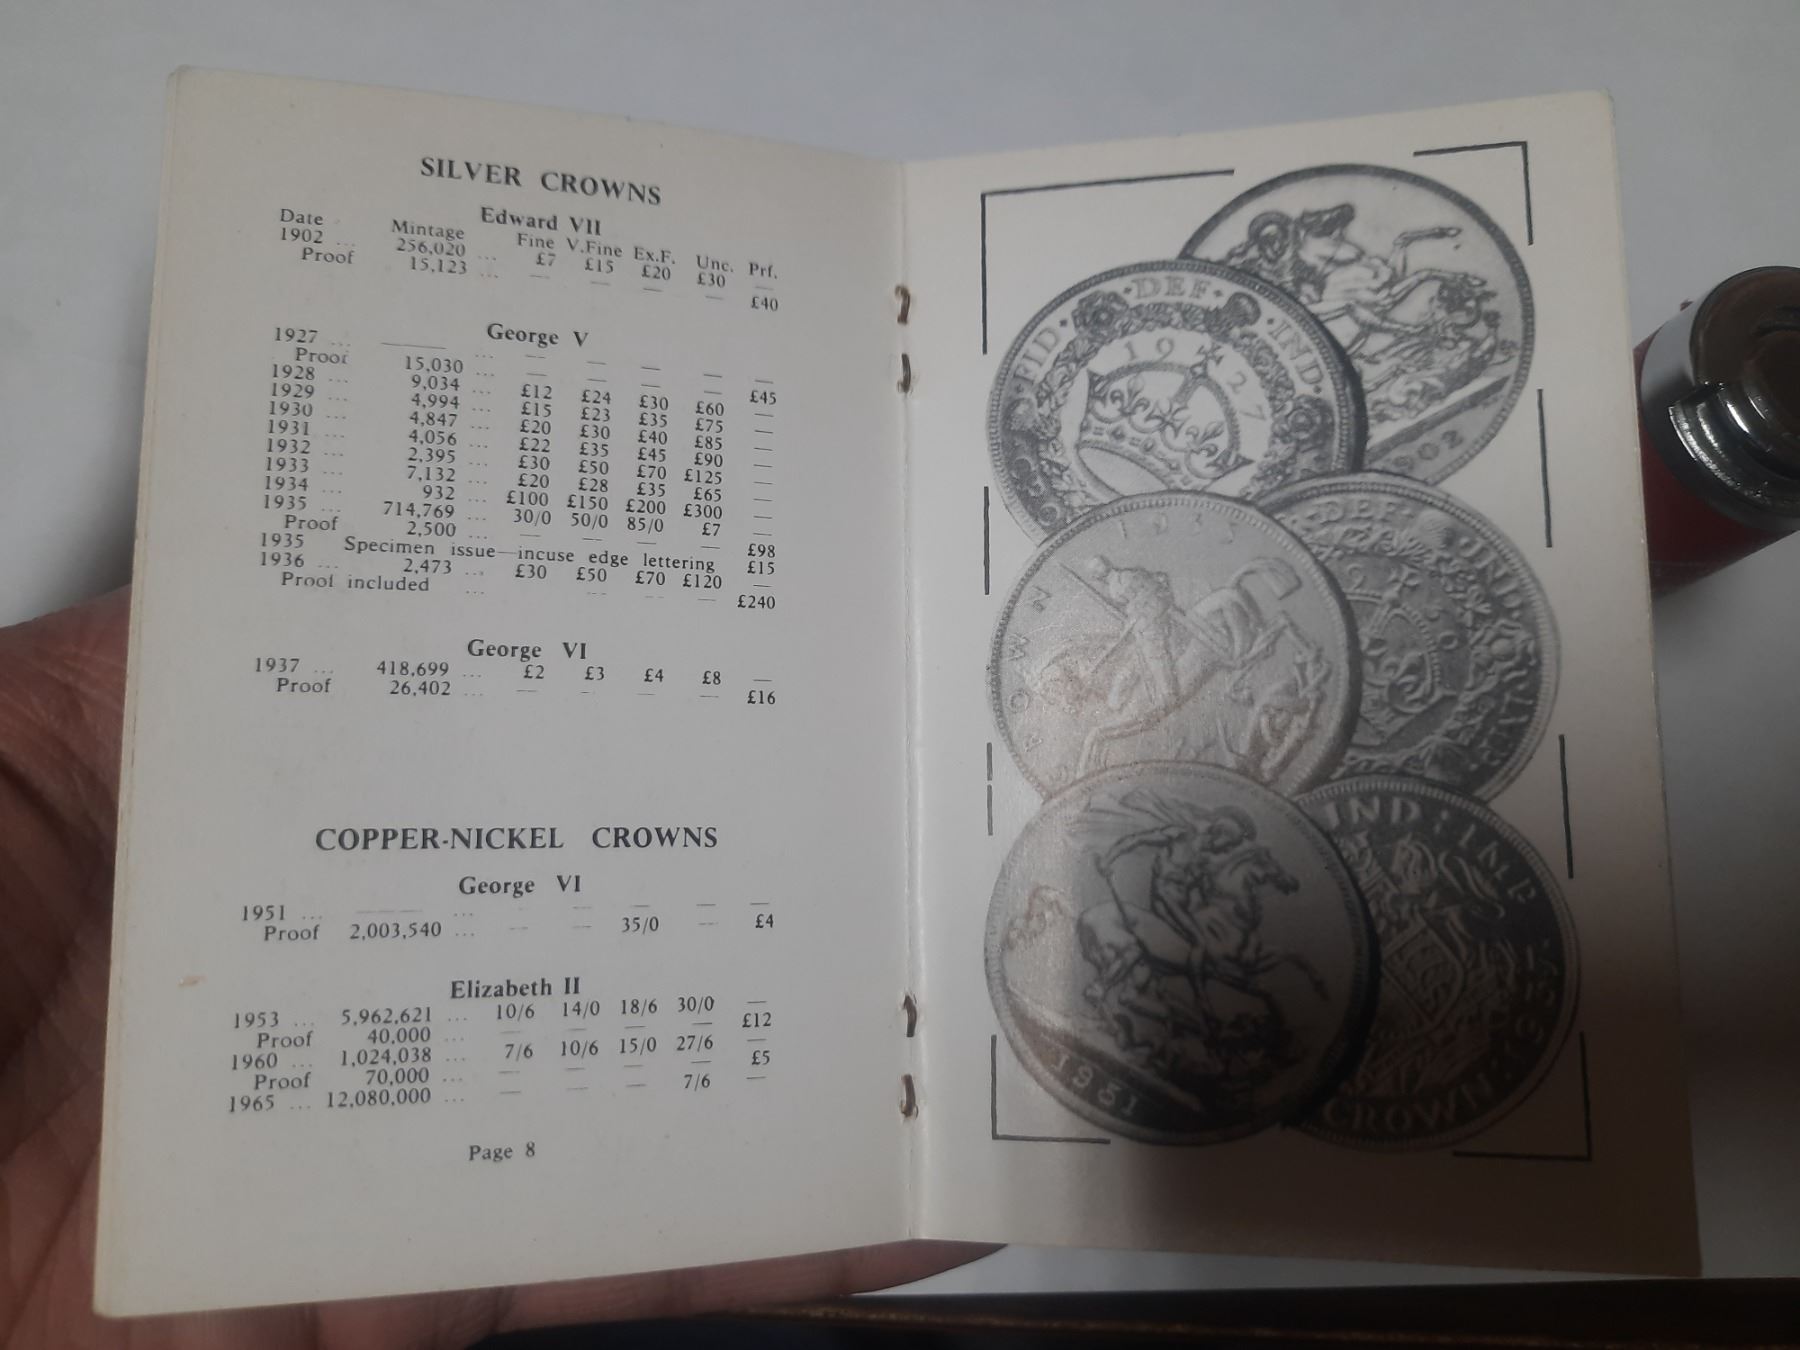 SILVER CROWNS
Edward VII
Date Mintage Fine V.Fine Ex.F. Unc. Prf.
1902 ... 256,020 ... £7 £15 £20 £30 —
Proof 15,123 ... — — — — £40
George V
1927 ... —— ... — — — — —
Proof 15,030 ... — — — — £45
1928 ... 9,034 ... £12 £24 £30 £60 —
1929 ... 4,994 ... £15 £23 £35 £75 —
1930 ... 4,847 ... £20 £30 £40 £85 —
1931 ... 4,056 ... £22 £35 £45 £90 —
1932 ... 2,395 ... £30 £50 £70 £125 —
1933 ... 7,132 ... £20 £28 £35 £65 —
1934 ... 932 ... £100 £150 £200 £300 —
1935 ... 714,769 ... 30/0 50/0 85/0 £7 —
Proof 2,500 ... — — — — £98
1935 Specimen issue—incuse edge lettering £15
1936 ... 2,473 ... £30 £50 £70 £120 —
Proof included ... — — — £240
George VI
1937 ... 418,699 ... £2 £3 £4 £8 —
Proof 26,402 ... — — — — £16
COPPER-NICKEL CROWNS
George VI
1951 ... —— ... — — — — —
Proof 2,003,540 ... — — 35/0 — £4
Elizabeth II
1953 ... 5,962,621 ... 10/6 14/0 18/6 30/0 —
Proof 40,000 ... — — — — £12
1960 ... 1,024,038 ... 7/6 10/6 15/0 27/6 —
Proof 70,000 ... — — — — £5
1965 ... 12,080,000 ... — — — 7/6 —
Page 8
1902
FID · DEF · IND ·
1927
1935
CROWN
DEF · IND
IND : IMP
1951
CROWN: